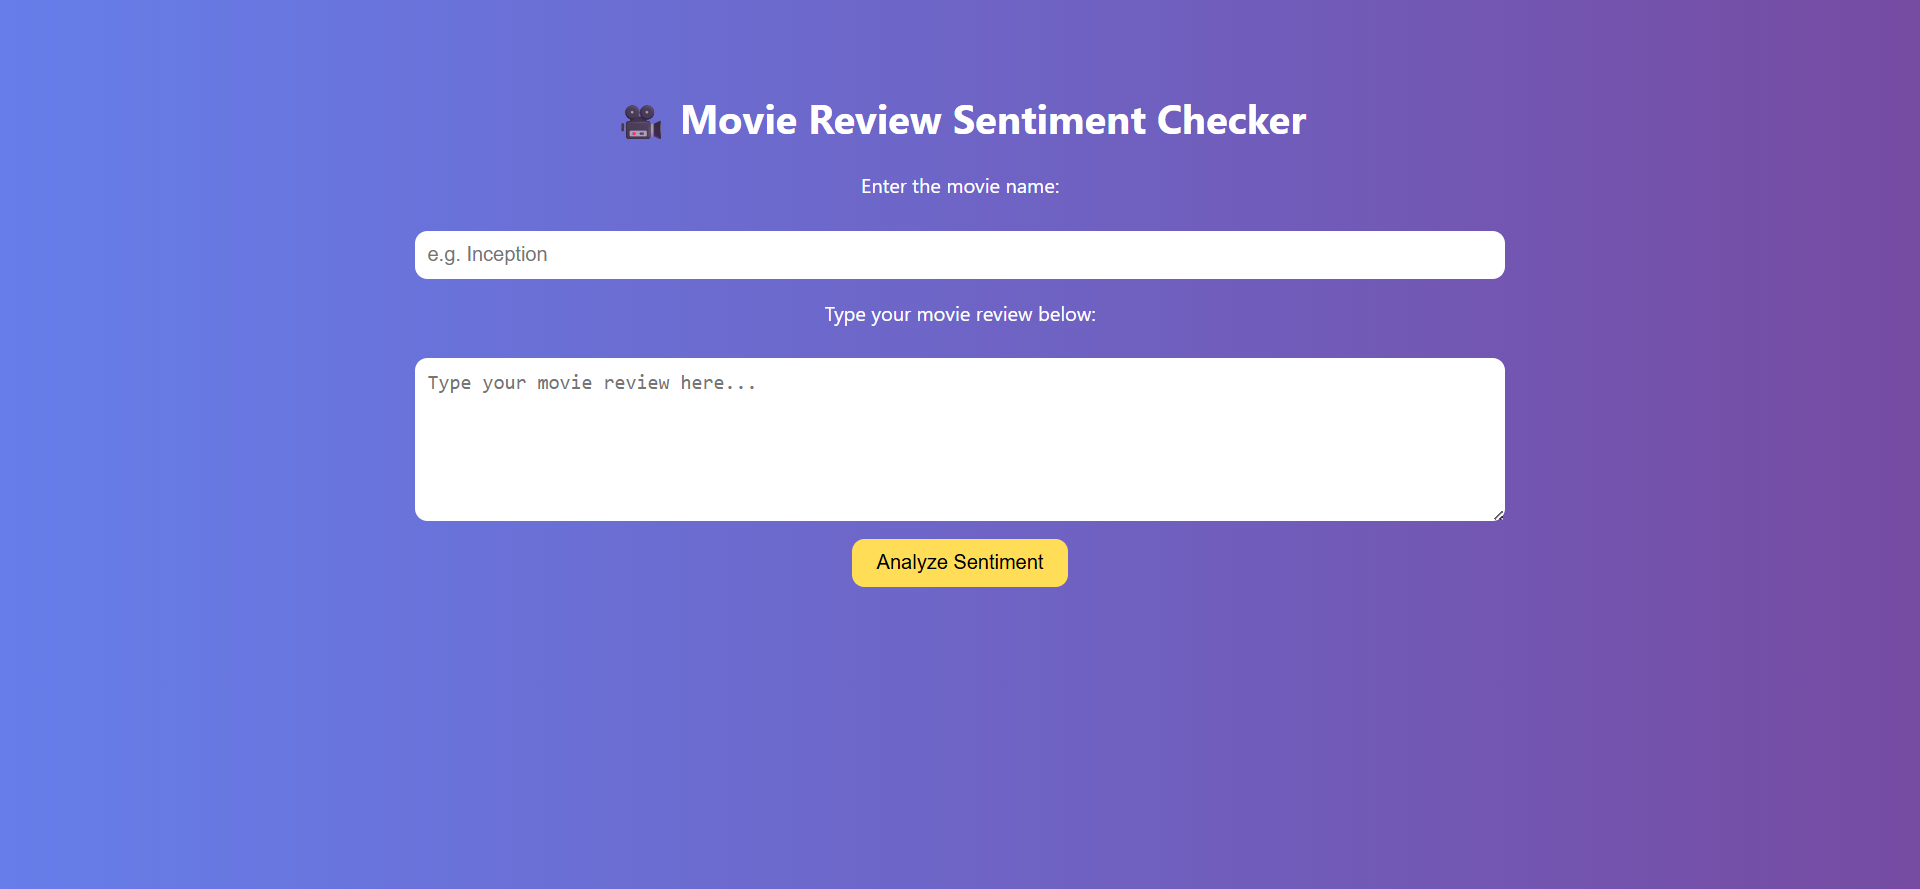 Movie Review Sentiment Checker
Enter the movie name:
e.g. Inception
Type your movie review below:
Type your movie review here...
Analyze Sentiment